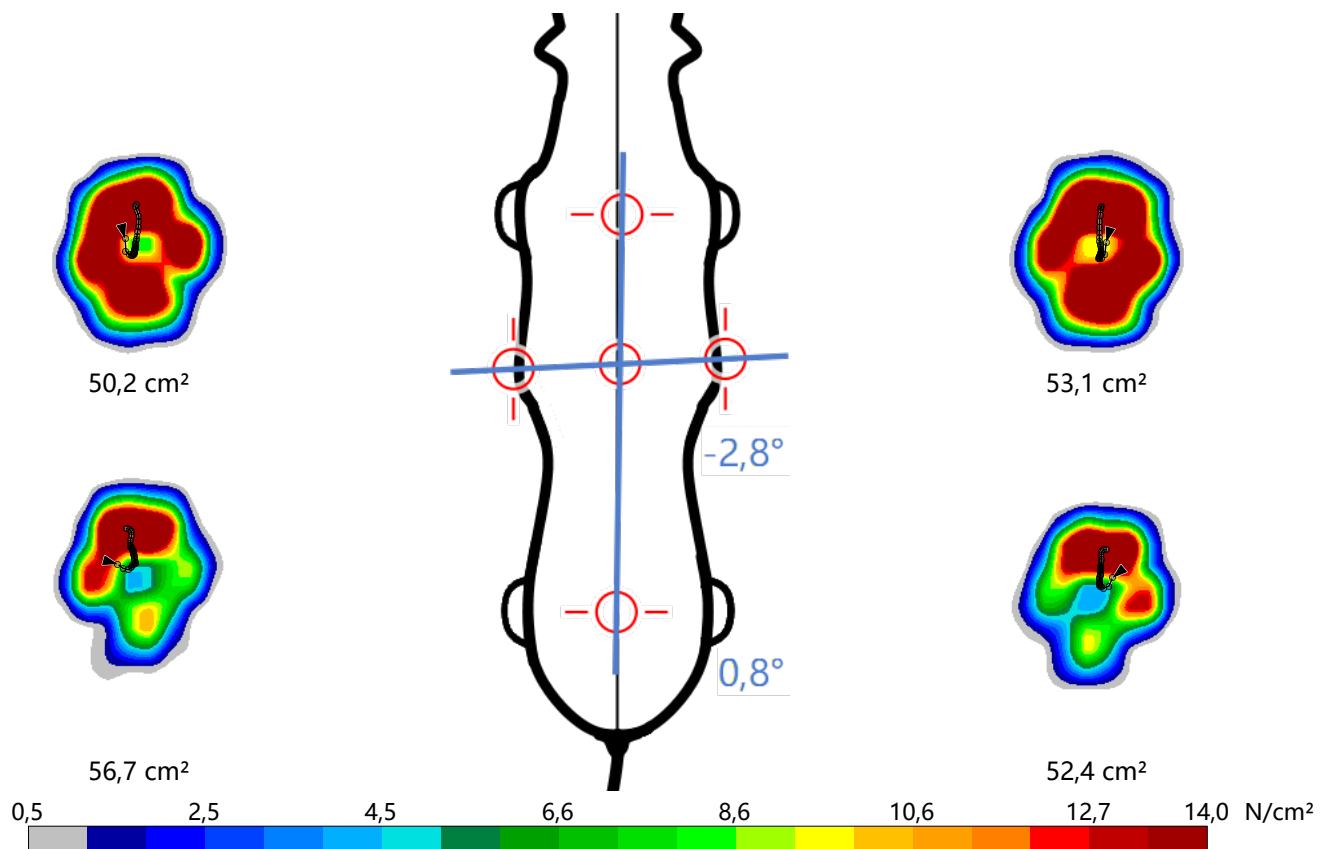 50,2 cm²
53,1 cm²
-2,8°
0,8°
56,7 cm²
52,4 cm²
0,5 2,5 4,5 6,6 8,6 10,6 12,7 14,0 N/cm²